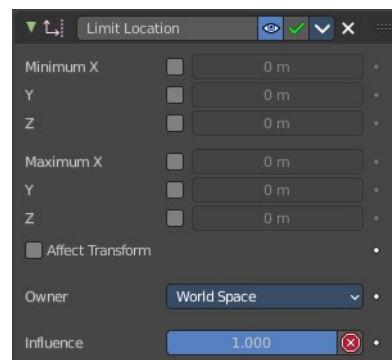 Limit Location
Minimum X 0 m
Y 0 m
Z 0 m
Maximum X 0 m
Y 0 m
Z 0 m
Affect Transform
Owner World Space
Influence 1.000